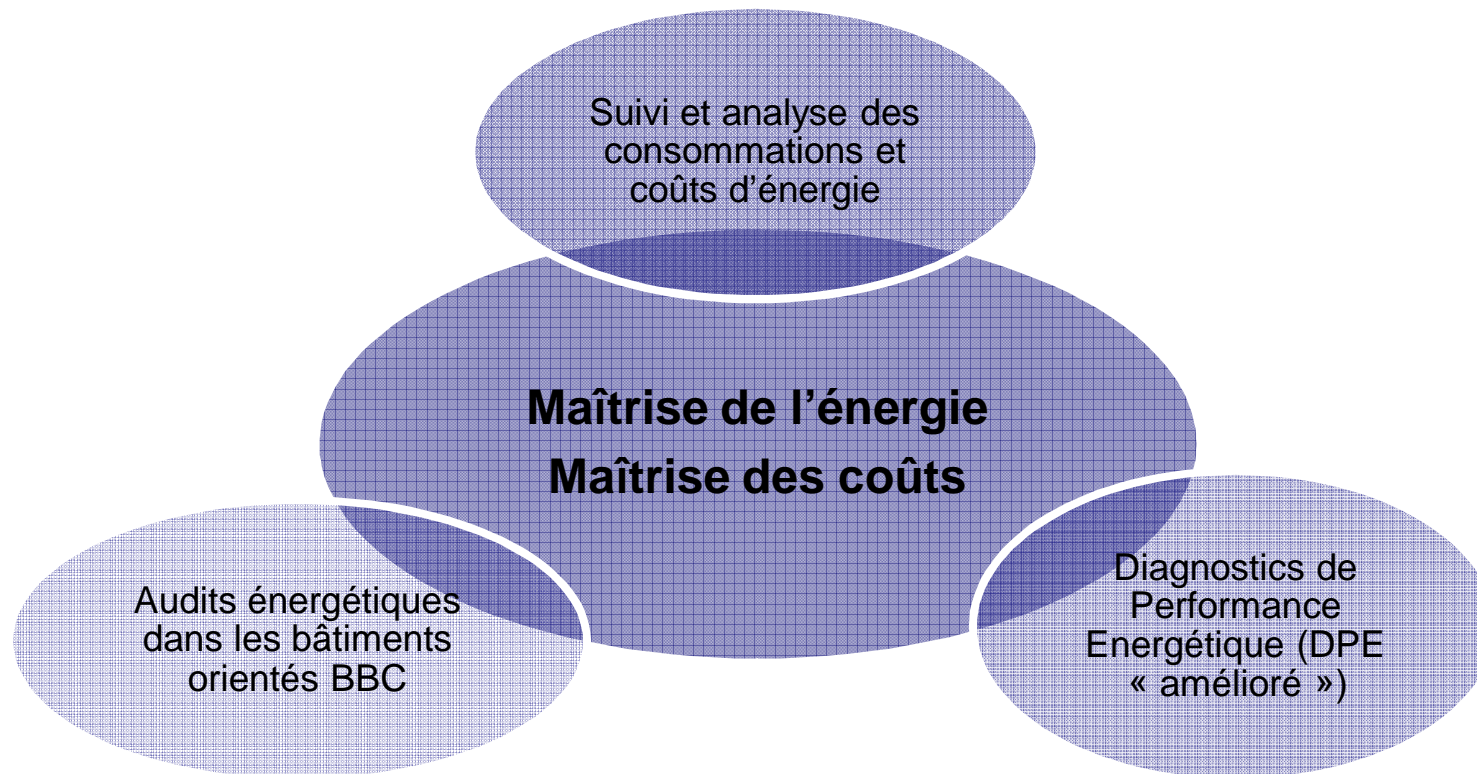 Suivi et analyse des
consommations et
coûts d’énergie
Maîtrise de l’énergie
Maîtrise des coûts
Audits énergétiques
dans les bâtiments
orientés BBC
Diagnostics de
Performance
Energétique (DPE
« amélioré »)